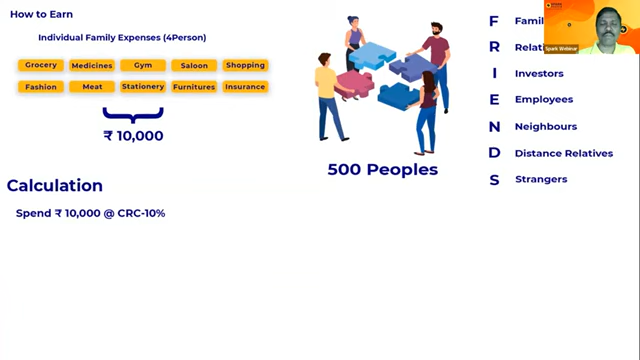 How to Earn
Individual Family Expenses (4Person)
Grocery Medicines Gym Saloon Shopping
Fashion Meat Stationery Furnitures Insurance
₹ 10,000
500 Peoples
F
R
I Investors
E Employees
N Neighbours
D Distance Relatives
S Strangers
Calculation
Spend ₹ 10,000 @ CRC-10%
Spark Webinar